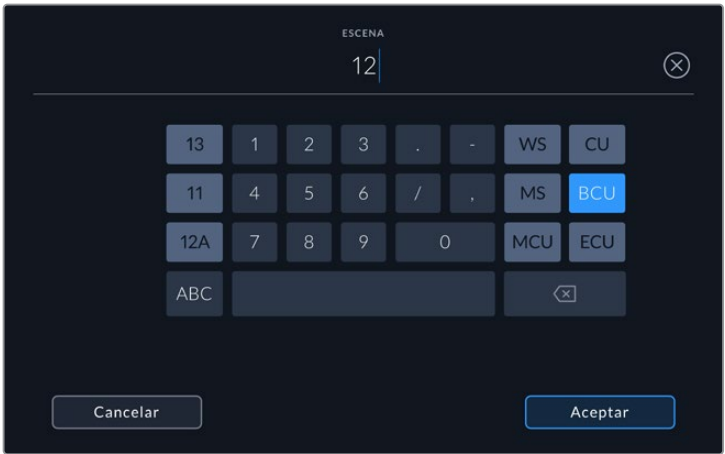 ESCENA
12
13 1 2 3 . - WS CU
11 4 5 6 / , MS BCU
12A 7 8 9 0 MCU ECU
ABC
Cancelar Aceptar